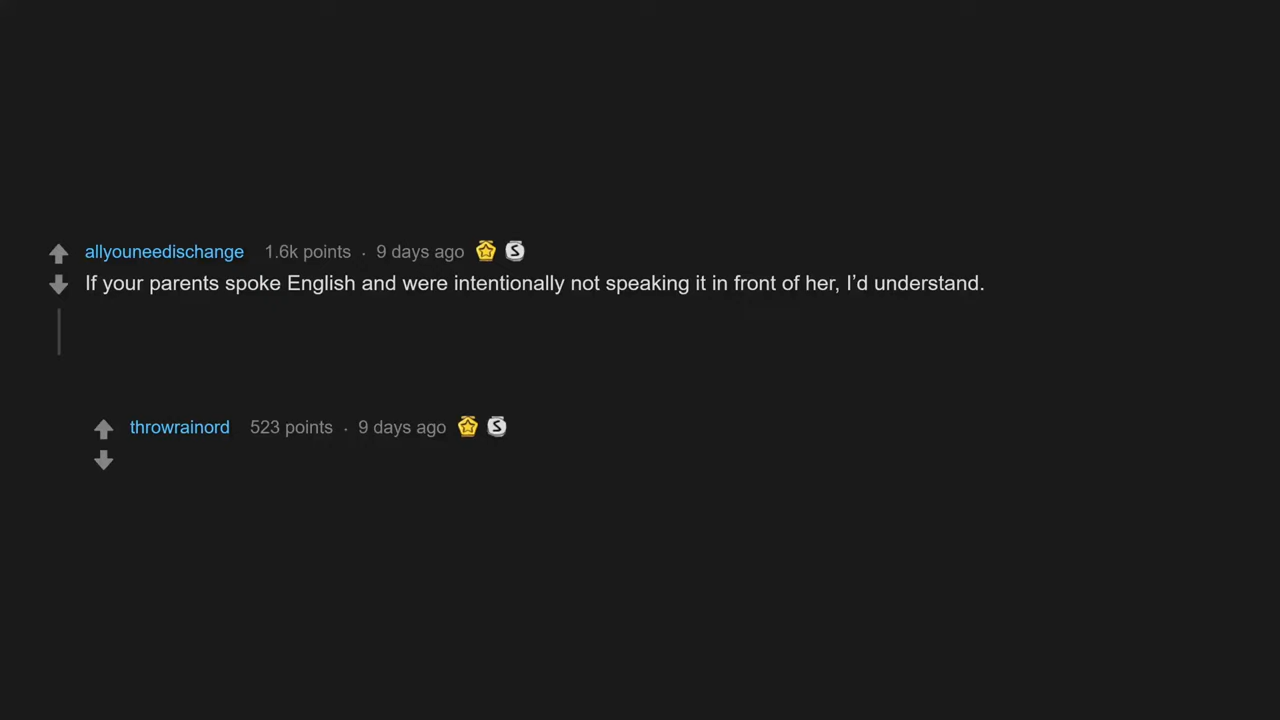 allyouneedischange 1.6k points · 9 days ago
If your parents spoke English and were intentionally not speaking it in front of her, I’d understand.
throwrainord 523 points · 9 days ago